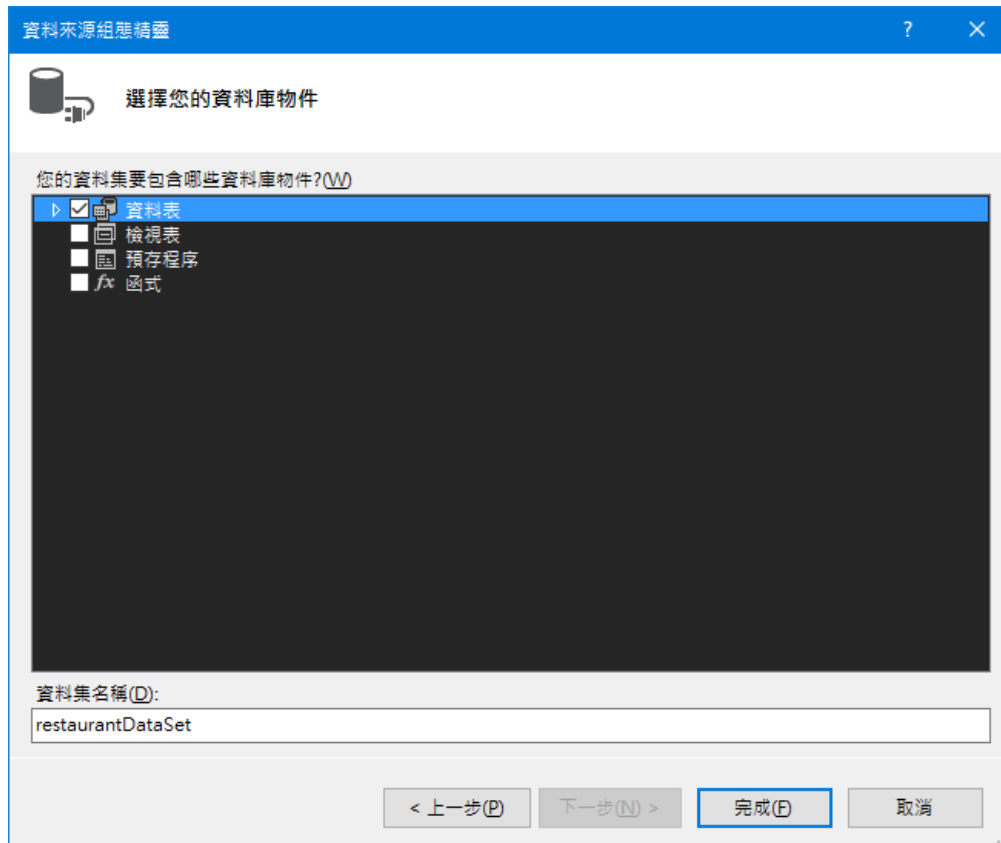 資料來源組態精靈
?
選擇您的資料庫物件
您的資料集要包含哪些資料庫物件?(W)
資料表
檢視表
預存程序
fx 函式
資料集名稱(D):
restaurantDataSet
< 上一步(P)
下一步(N) >
完成(F)
取消